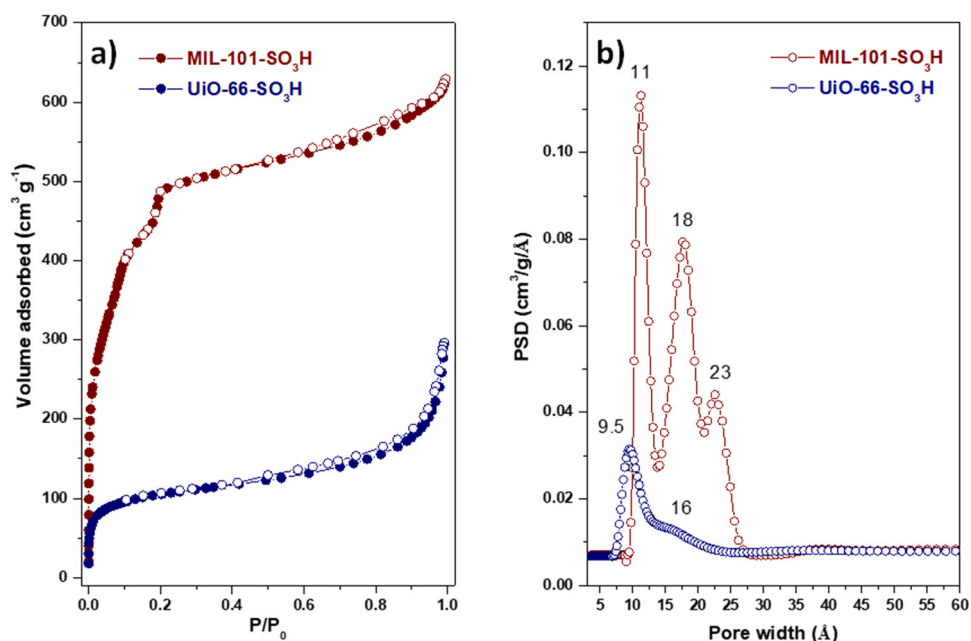 a)
MIL-101-SO₃H
UiO-66-SO₃H
Volume adsorbed (cm³ g⁻¹)
700
600
500
400
300
200
100
0
0.0 0.2 0.4 0.6 0.8 1.0
P/P₀
b)
MIL-101-SO₃H
UiO-66-SO₃H
11
18
23
9.5
16
PSD (cm³/g/Å)
0.12
0.10
0.08
0.06
0.04
0.02
0.00
5 10 15 20 25 30 35 40 45 50 55 60
Pore width (Å)